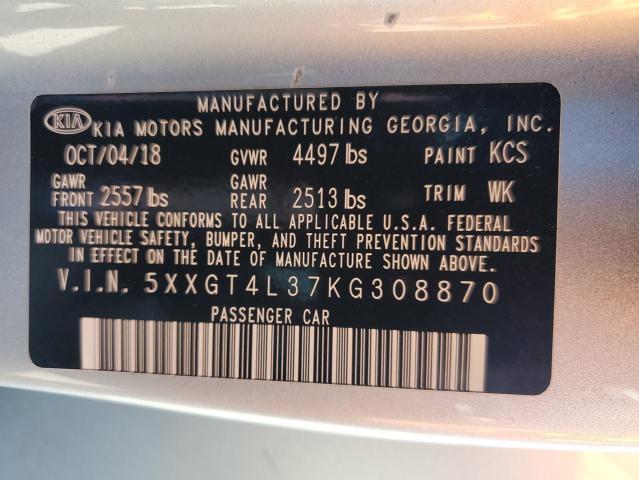 MANUFACTURED BY
KIA KIA MOTORS MANUFACTURING GEORGIA, INC.
OCT/04/18 GVWR 4497 lbs PAINT KCS
GAWR FRONT 2557 lbs GAWR REAR 2513 lbs TRIM WK
THIS VEHICLE CONFORMS TO ALL APPLICABLE U.S.A. FEDERAL
MOTOR VEHICLE SAFETY, BUMPER, AND THEFT PREVENTION STANDARDS
IN EFFECT ON THE DATE OF MANUFACTURE SHOWN ABOVE.
V.I.N. 5XXGT4L37KG308870
PASSENGER CAR